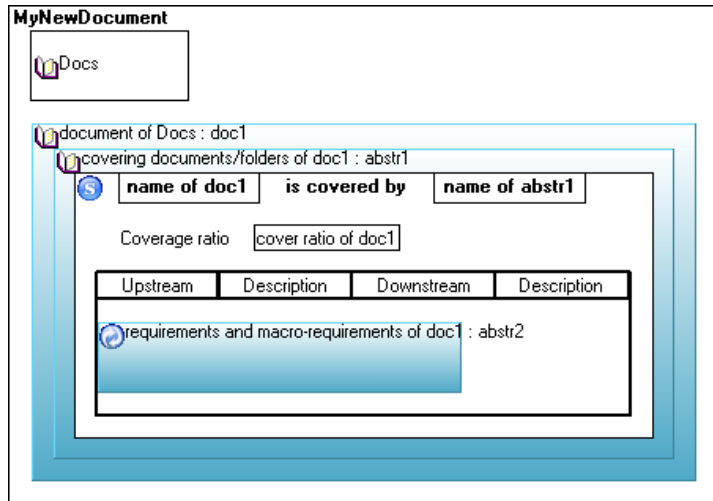 MyNewDocument
Docs
document of Docs : doc1
covering documents/folders of doc1 : abstr1
S name of doc1 is covered by name of abstr1
Coverage ratio cover ratio of doc1
Upstream Description Downstream Description
requirements and macro-requirements of doc1 : abstr2